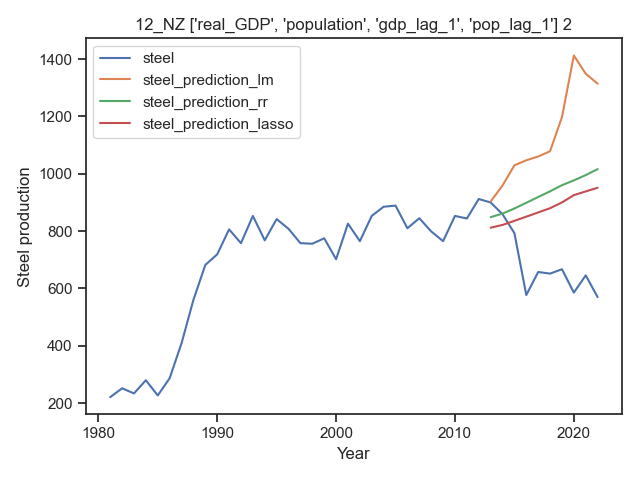 12_NZ ['real_GDP', 'population', 'gdp_lag_1', 'pop_lag_1'] 2
steel
steel_prediction_lm
steel_prediction_rr
steel_prediction_lasso
Steel production
1400
1200
1000
800
600
400
200
1980
1990
2000
2010
2020
Year